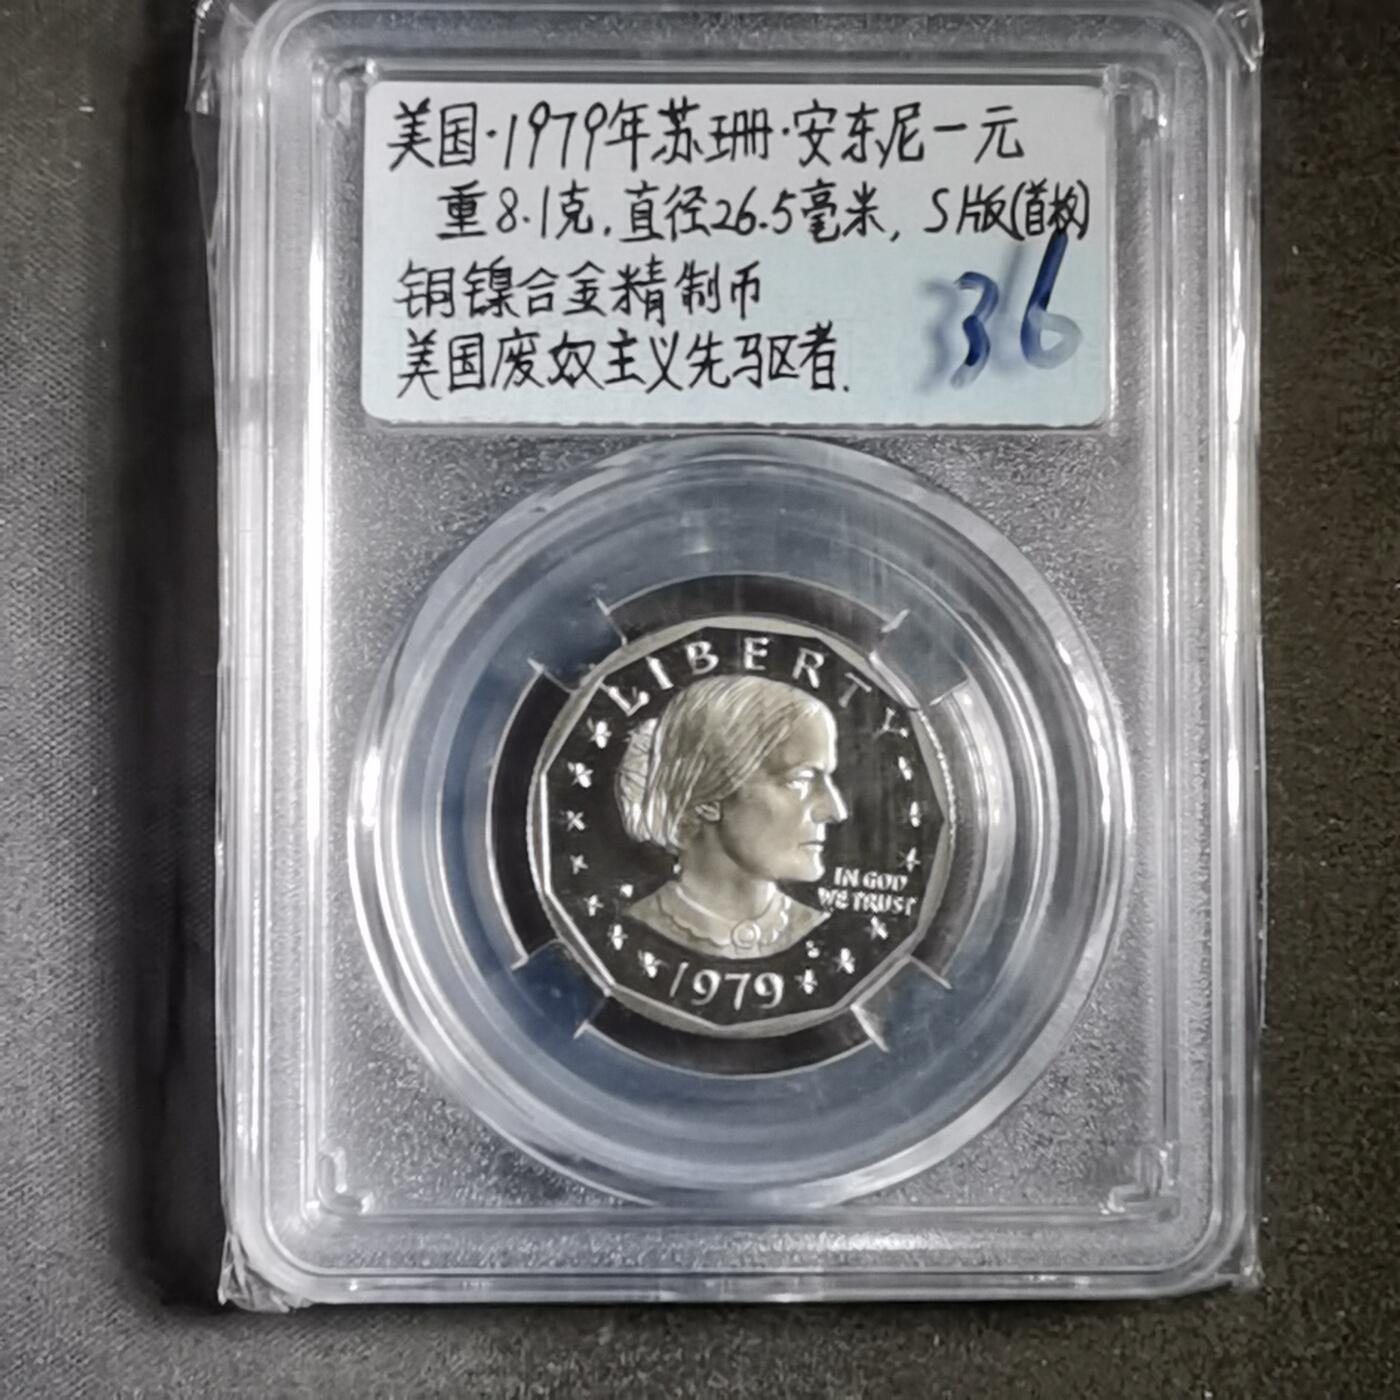 美国·1979年苏珊·安东尼一元
重8.1克.直径26.5毫米, S版(首枚)
铜镍合金精制币
36
美国废奴主义先驱者.
LIBERTY
IN GOD
WE TRUST
1979